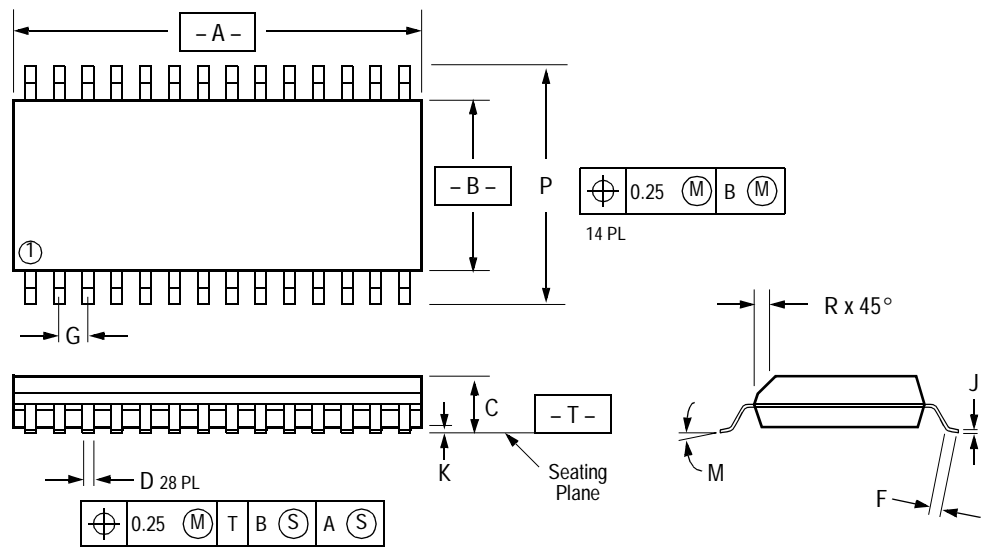 – A –
– B –
P
⌖ 0.25 Ⓜ B Ⓜ
14 PL
①
G
R x 45°
C
– T –
J
K
Seating
Plane
M
D 28 PL
F
⌖ 0.25 Ⓜ T B Ⓢ A Ⓢ